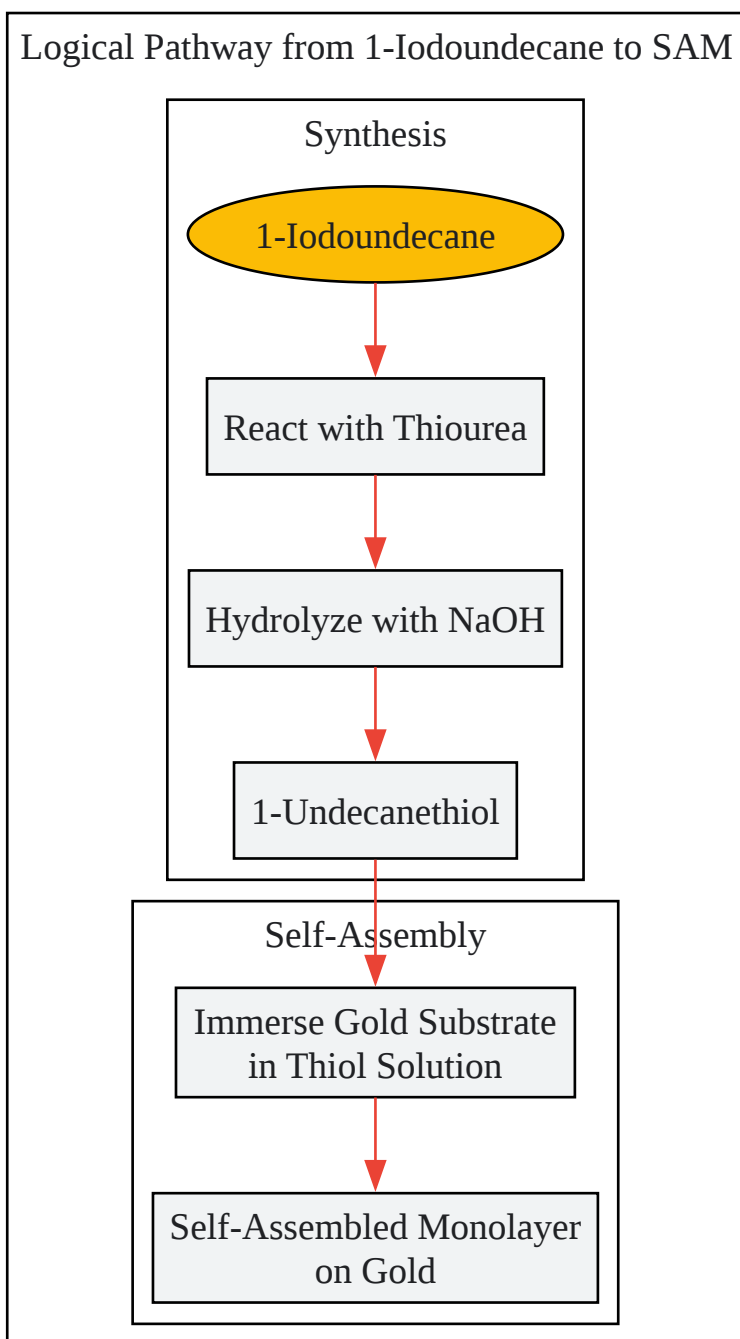 Logical Pathway from 1-Iodoundecane to SAM
Synthesis
1-Iodoundecane
React with Thiourea
Hydrolyze with NaOH
1-Undecanethiol
Self-Assembly
Immerse Gold Substrate
in Thiol Solution
Self-Assembled Monolayer
on Gold